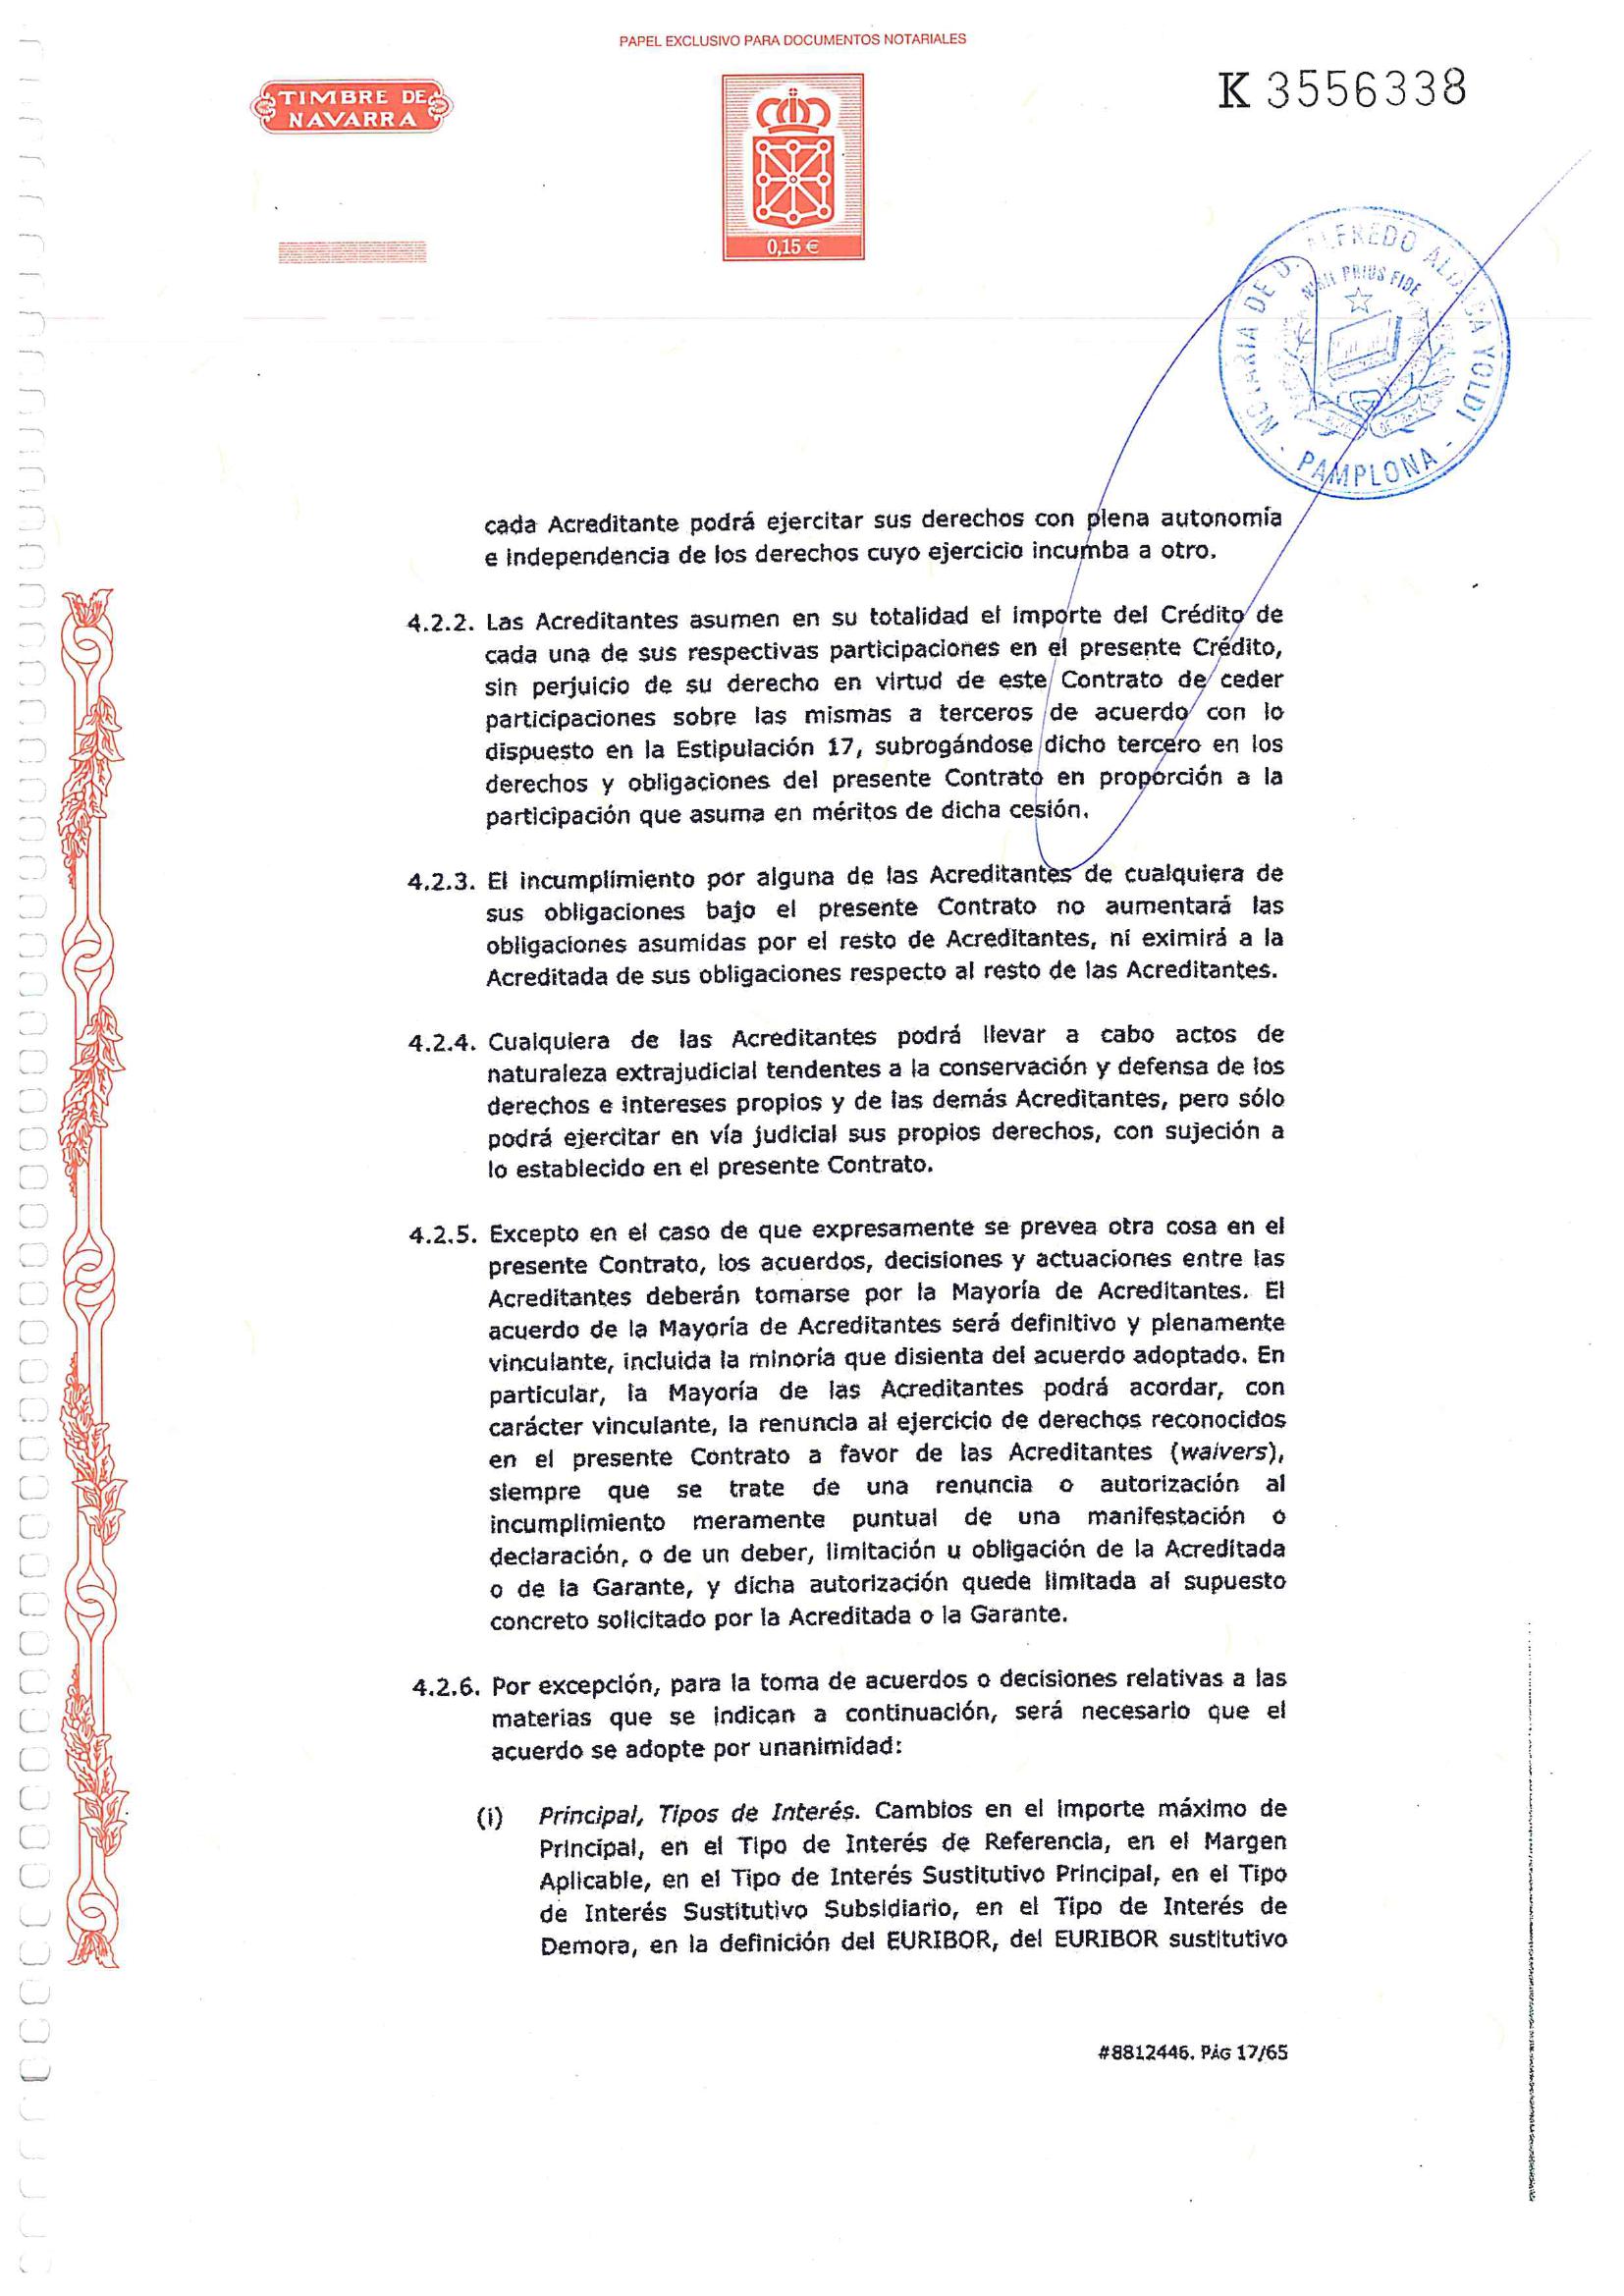 PAPEL EXCLUSIVO PARA DOCUMENTOS NOTARIALES
TIMBRE DE
NAVARRA
0,15 €
K 3556338
NOTARIA DE D. ALFREDO ALDABA YOLDI
NIHIL PRIUS FIDE
- PAMPLONA -
cada Acreditante podrá ejercitar sus derechos con plena autonomía
e independencia de los derechos cuyo ejercicio incumba a otro.
4.2.2. Las Acreditantes asumen en su totalidad el importe del Crédito de
cada una de sus respectivas participaciones en el presente Crédito,
sin perjuicio de su derecho en virtud de este Contrato de ceder
participaciones sobre las mismas a terceros de acuerdo con lo
dispuesto en la Estipulación 17, subrogándose dicho tercero en los
derechos y obligaciones del presente Contrato en proporción a la
participación que asuma en méritos de dicha cesión.
4.2.3. El incumplimiento por alguna de las Acreditantes de cualquiera de
sus obligaciones bajo el presente Contrato no aumentará las
obligaciones asumidas por el resto de Acreditantes, ni eximirá a la
Acreditada de sus obligaciones respecto al resto de las Acreditantes.
4.2.4. Cualquiera de las Acreditantes podrá llevar a cabo actos de
naturaleza extrajudicial tendentes a la conservación y defensa de los
derechos e intereses propios y de las demás Acreditantes, pero sólo
podrá ejercitar en vía judicial sus propios derechos, con sujeción a
lo establecido en el presente Contrato.
4.2.5. Excepto en el caso de que expresamente se prevea otra cosa en el
presente Contrato, los acuerdos, decisiones y actuaciones entre las
Acreditantes deberán tomarse por la Mayoría de Acreditantes. El
acuerdo de la Mayoría de Acreditantes será definitivo y plenamente
vinculante, incluida la minoría que disienta del acuerdo adoptado. En
particular, la Mayoría de las Acreditantes podrá acordar, con
carácter vinculante, la renuncia al ejercicio de derechos reconocidos
en el presente Contrato a favor de las Acreditantes (waivers),
siempre que se trate de una renuncia o autorización al
incumplimiento meramente puntual de una manifestación o
declaración, o de un deber, limitación u obligación de la Acreditada
o de la Garante, y dicha autorización quede limitada al supuesto
concreto solicitado por la Acreditada o la Garante.
4.2.6. Por excepción, para la toma de acuerdos o decisiones relativas a las
materias que se indican a continuación, será necesario que el
acuerdo se adopte por unanimidad:
(i) Principal, Tipos de Interés. Cambios en el importe máximo de
Principal, en el Tipo de Interés de Referencia, en el Margen
Aplicable, en el Tipo de Interés Sustitutivo Principal, en el Tipo
de Interés Sustitutivo Subsidiario, en el Tipo de Interés de
Demora, en la definición del EURIBOR, del EURIBOR sustitutivo
#8812446. PÁG 17/65